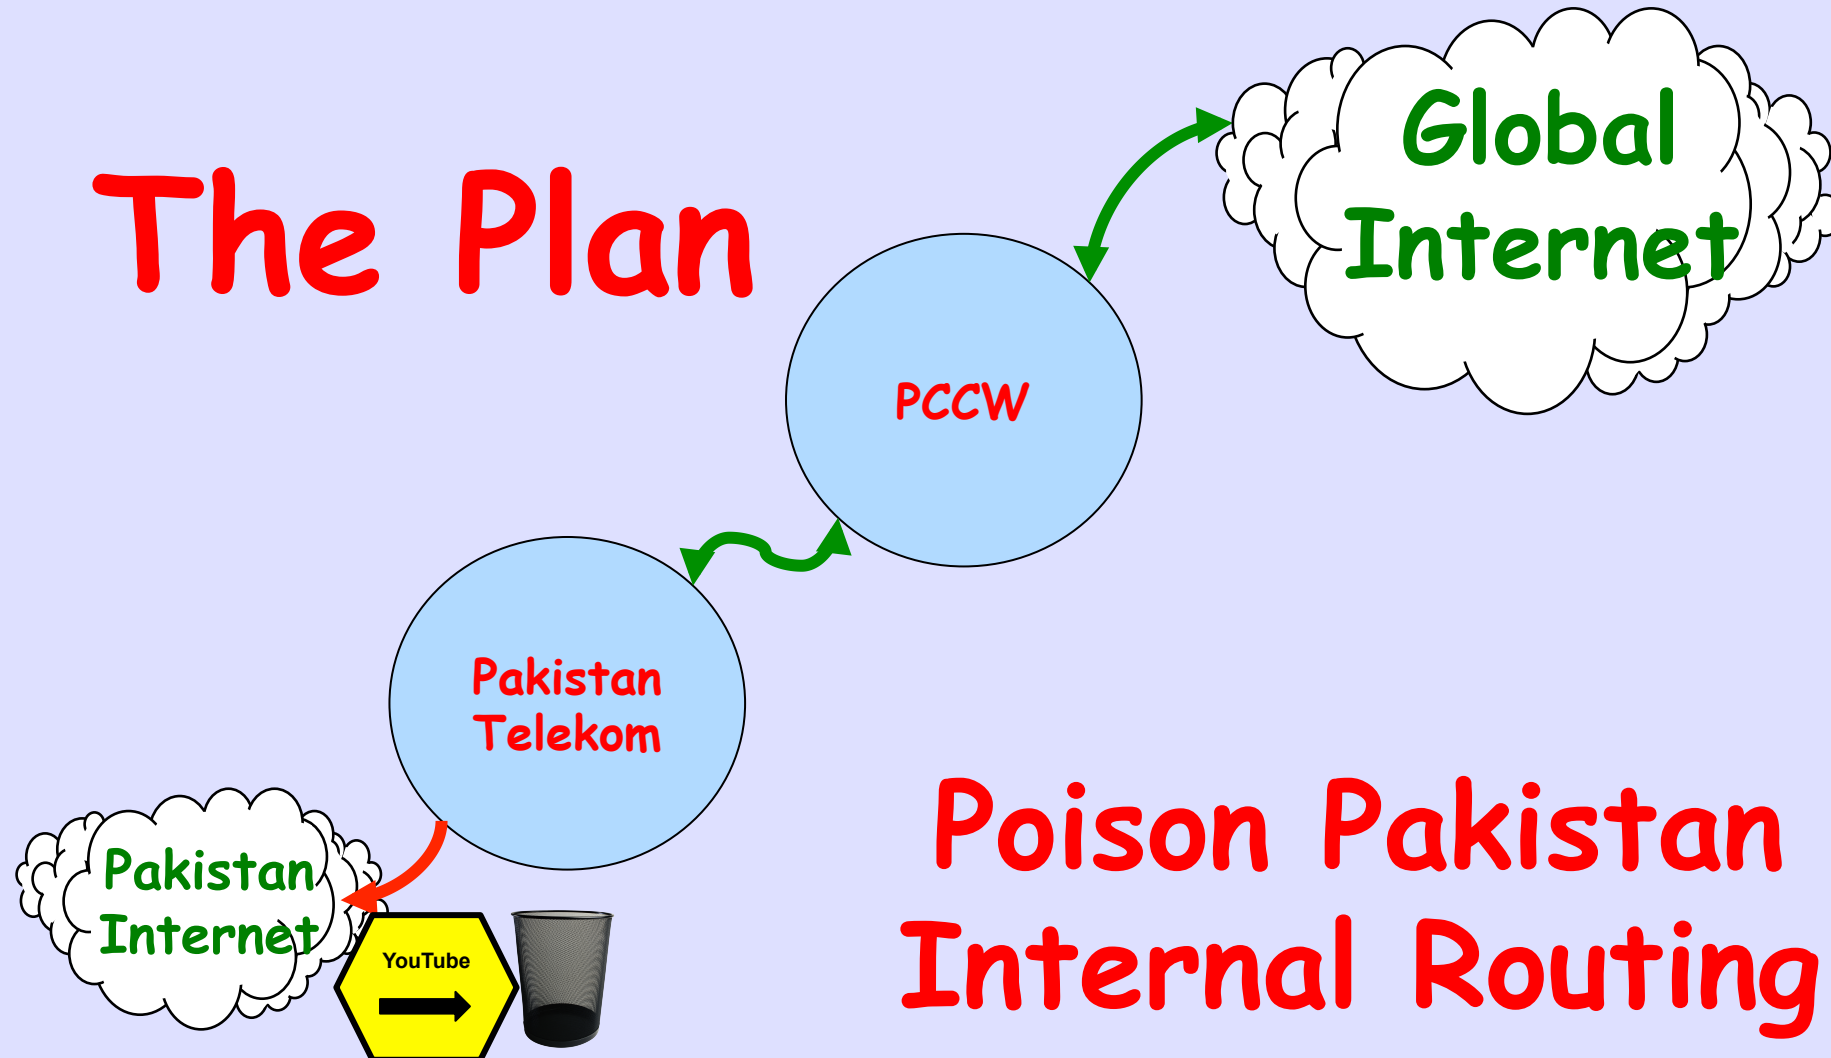 The Plan
Global
Internet
PCCW
Pakistan
Telekom
Pakistan
Internet
YouTube
Poison Pakistan
Internal Routing